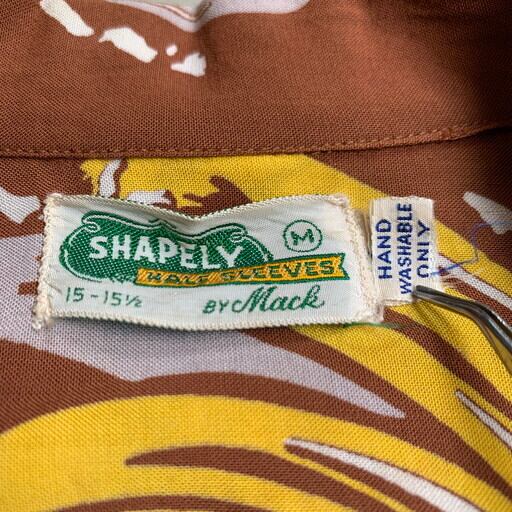 SHAPELY
M
HALF SLEEVES
15-15½
BY Mack
HAND
WASHABLE
ONLY